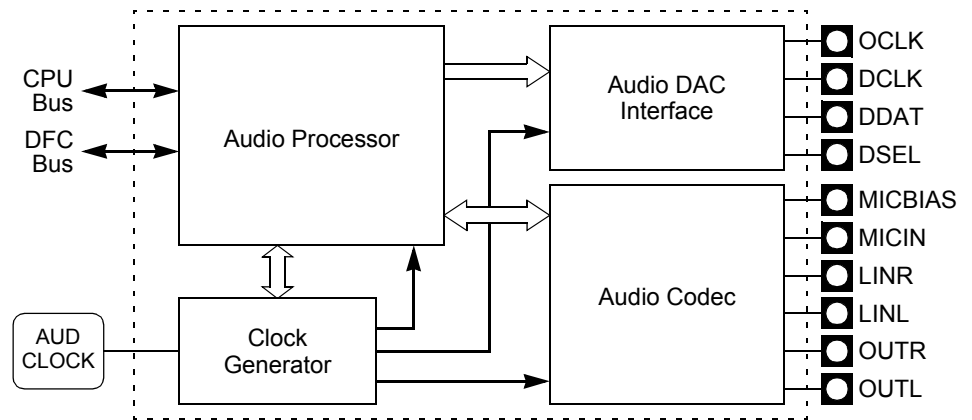 CPU
Bus
DFC
Bus
AUD
CLOCK
Audio Processor
Clock
Generator
Audio DAC
Interface
Audio Codec
OCLK
DCLK
DDAT
DSEL
MICBIAS
MICIN
LINR
LINL
OUTR
OUTL